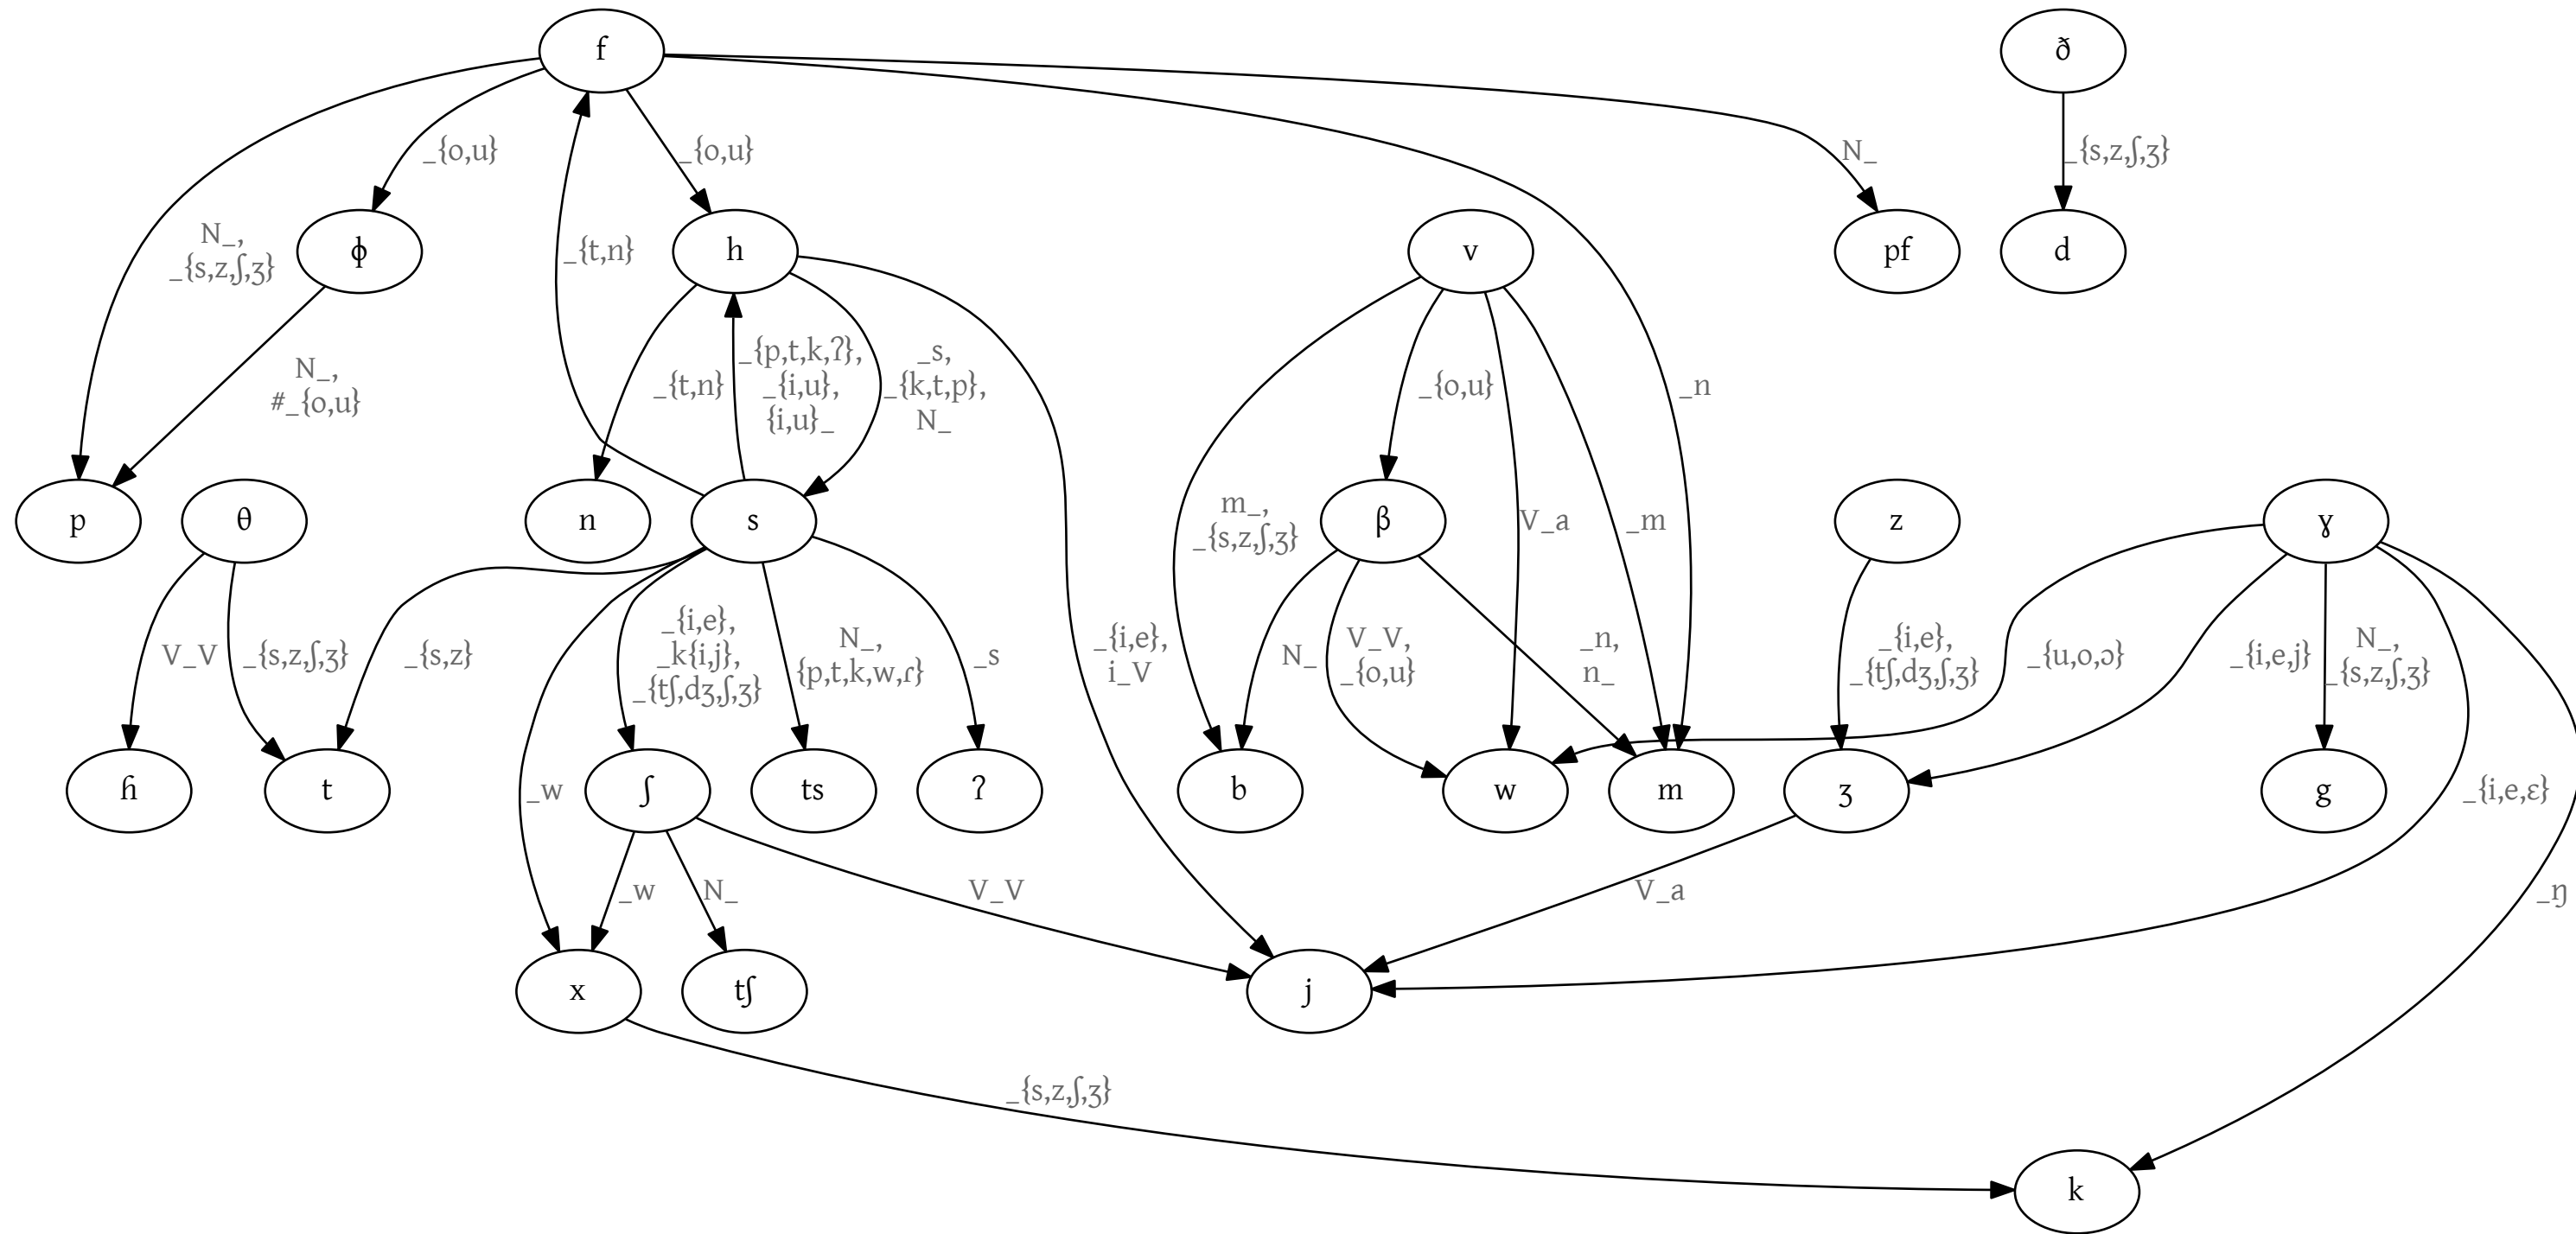 f
ð
_{o,u}
_{o,u}
N_
_{s,z,ʃ,ʒ}
N_,
_{s,z,ʃ,ʒ}
ɸ
_{t,n}
h
v
pf
d
N_,
#_{o,u}
_{t,n}
_{p,t,k,ʔ},
_{i,u},
{i,u}_
_s,
_{k,t,p},
N_
_{o,u}
_n
p
θ
n
s
m_,
_{s,z,ʃ,ʒ}
β
V_a
_m
z
ɣ
V_V
_{s,z,ʃ,ʒ}
_{s,z}
_{i,e},
_k{i,j},
_{tʃ,dʒ,ʃ,ʒ}
N_,
{p,t,k,w,ɾ}
_s
_{i,e},
i_V
N_
V_V,
_{o,u}
_n,
n_
_{i,e},
_{tʃ,dʒ,ʃ,ʒ}
_{u,o,ɔ}
_{i,e,j}
N_,
_{s,z,ʃ,ʒ}
ɦ
t
_w
ʃ
ts
ʔ
b
w
m
ʒ
g
_{i,e,ɛ}
_w
N_
V_V
V_a
_ŋ
x
tʃ
j
_{s,z,ʃ,ʒ}
k